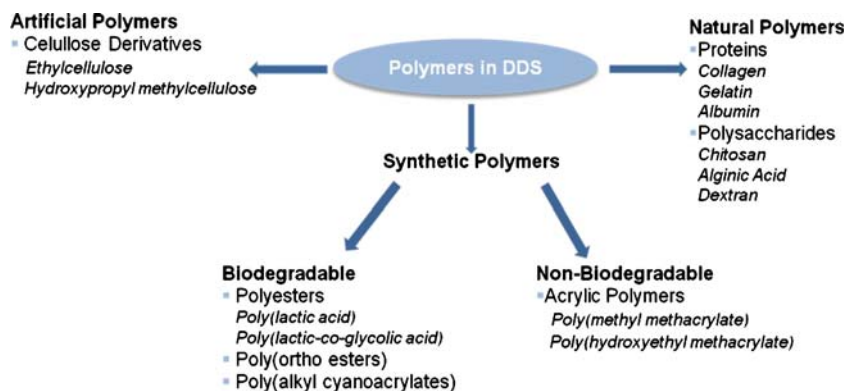 Artificial Polymers
Celullose Derivatives
Ethylcellulose
Hydroxypropyl methylcellulose
Polymers in DDS
Natural Polymers
Proteins
Collagen
Gelatin
Albumin
Polysaccharides
Chitosan
Alginic Acid
Dextran
Synthetic Polymers
Biodegradable
Polyesters
Poly(lactic acid)
Poly(lactic-co-glycolic acid)
Poly(ortho esters)
Poly(alkyl cyanoacrylates)
Non-Biodegradable
Acrylic Polymers
Poly(methyl methacrylate)
Poly(hydroxyethyl methacrylate)